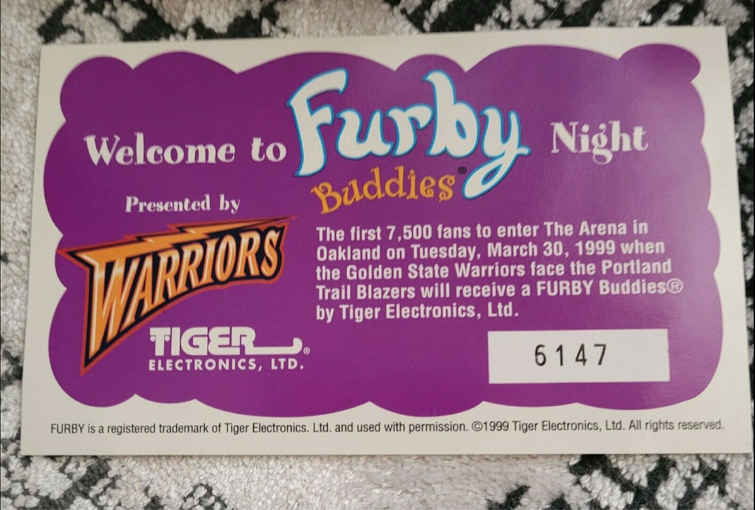 Welcome to Furby Night
Buddies®
Presented by
WARRIORS
TIGER®
ELECTRONICS, LTD.
The first 7,500 fans to enter The Arena in
Oakland on Tuesday, March 30, 1999 when
the Golden State Warriors face the Portland
Trail Blazers will receive a FURBY Buddies®
by Tiger Electronics, Ltd.
6147
FURBY is a registered trademark of Tiger Electronics. Ltd. and used with permission. ©1999 Tiger Electronics, Ltd. All rights reserved.